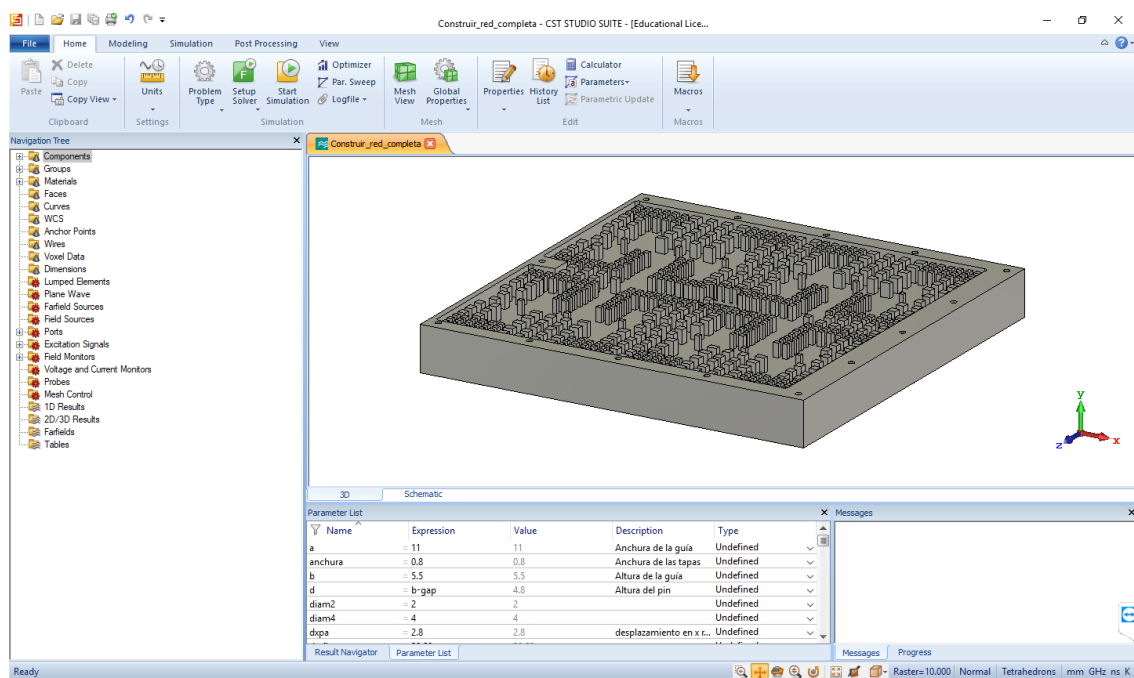 Construir_red_completa - CST STUDIO SUITE - [Educational Lice...
File Home Modeling Simulation Post Processing View
Paste
Delete
Copy
Copy View
Clipboard
Units
Settings
Problem Type
Setup Solver
Start Simulation
Optimizer
Par. Sweep
Logfile
Simulation
Mesh View
Global Properties
Mesh
Properties
History List
Calculator
Parameters
Parametric Update
Edit
Macros
Macros
Navigation Tree
Components
Groups
Materials
Faces
Curves
WCS
Anchor Points
Wires
Voxel Data
Dimensions
Lumped Elements
Plane Wave
Farfield Sources
Field Sources
Ports
Excitation Signals
Field Monitors
Voltage and Current Monitors
Probes
Mesh Control
1D Results
2D/3D Results
Farfields
Tables
Construir_red_completa
y
x
z
3D Schematic
Parameter List
Name Expression Value Description Type
a = 11 11 Anchura de la guía Undefined
anchura = 0.8 0.8 Anchura de las tapas Undefined
b = 5.5 5.5 Altura de la guía Undefined
d = b-gap 4.8 Altura del pin Undefined
diam2 = 2 2 Undefined
diam4 = 4 4 Undefined
dxpa = 2.8 2.8 desplazamiento en x r... Undefined
Result Navigator Parameter List
Messages
Messages Progress
Ready
Raster=10.000 Normal Tetrahedrons mm GHz ns K